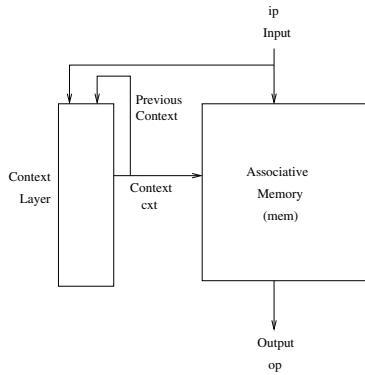 ip
Input
Previous
Context
Context
Layer
Context
cxt
Associative
Memory
(mem)
Output
op